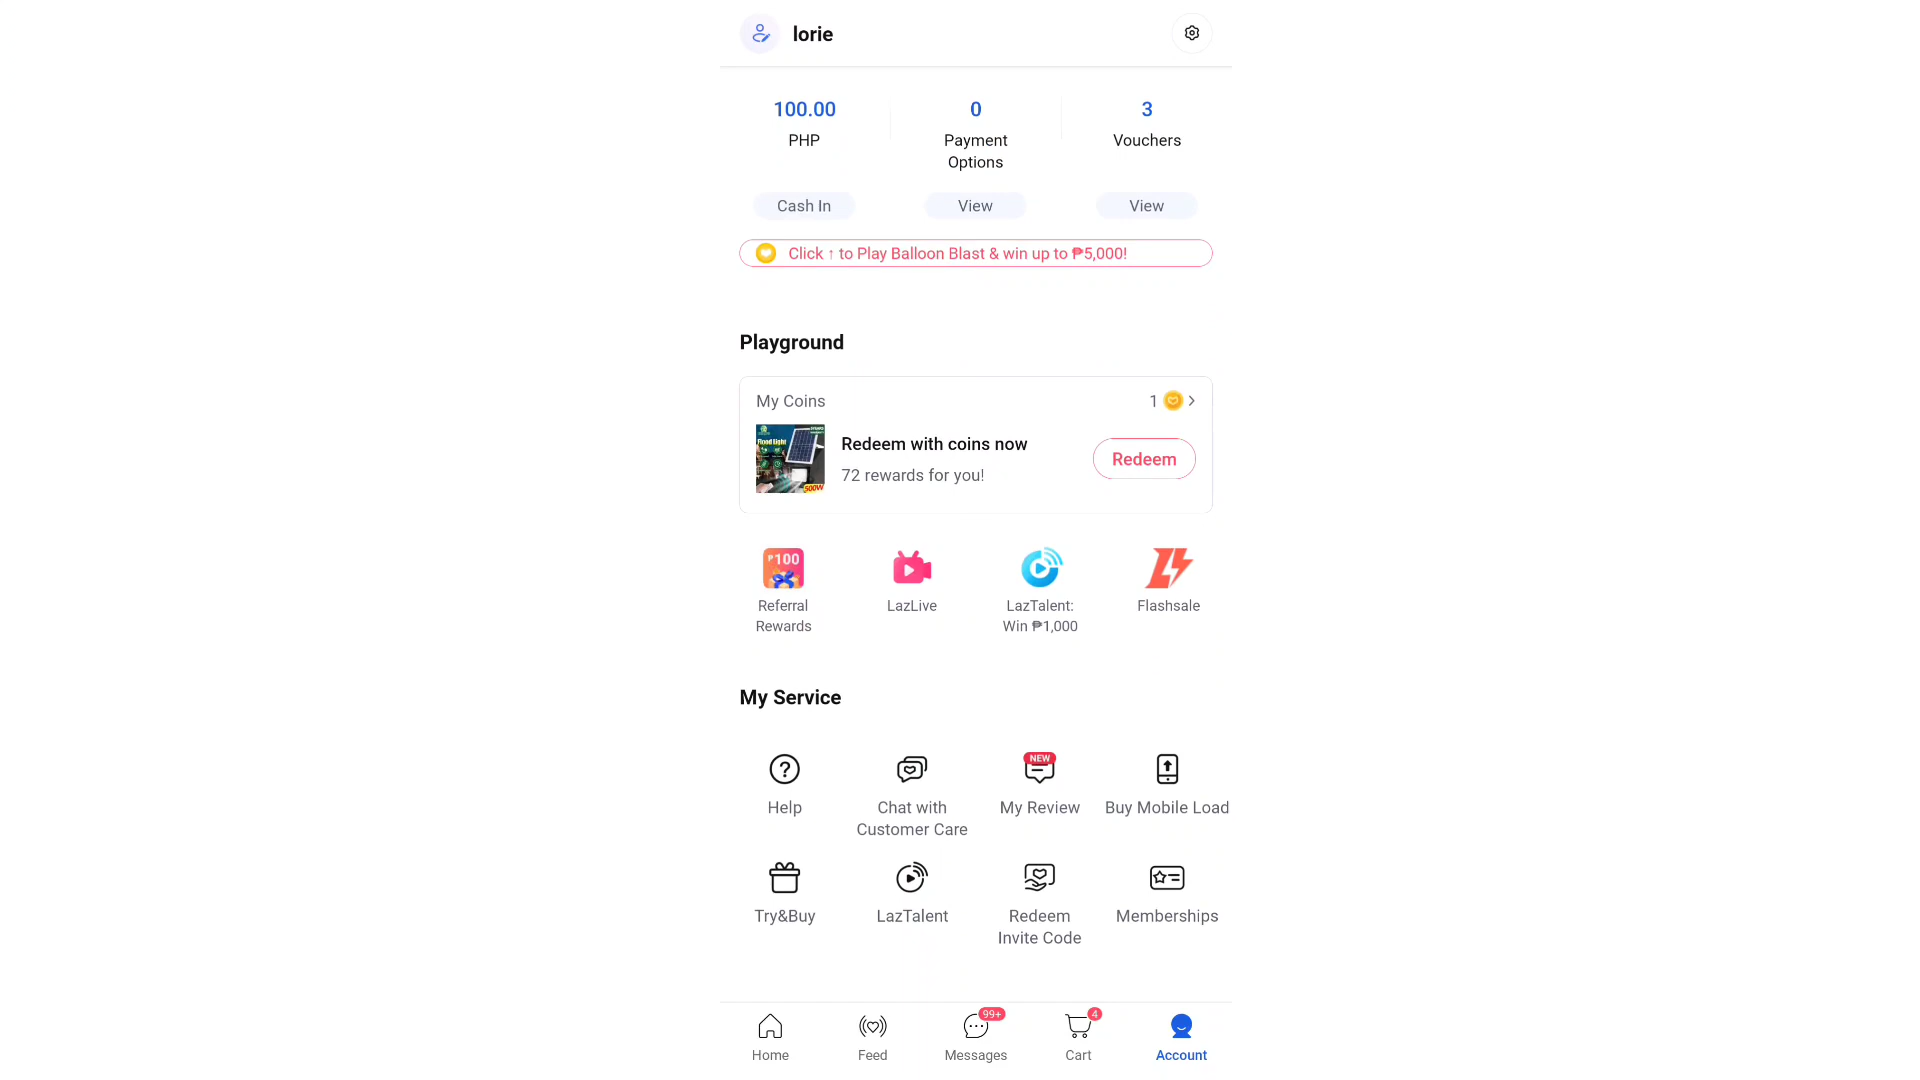 lorie
100.00
PHP
0
Payment
Options
3
Vouchers
Cash In
View
View
Click ↑ to Play Balloon Blast & win up to ₱5,000!
Playground
My Coins
1
Flood Light
500W
Redeem with coins now
72 rewards for you!
Redeem
₱100
Referral
Rewards
LazLive
LazTalent:
Win ₱1,000
Flashsale
My Service
Help
Chat with
Customer Care
NEW
My Review
Buy Mobile Load
Try&Buy
LazTalent
Redeem
Invite Code
Memberships
Home
Feed
99+
Messages
4
Cart
Account